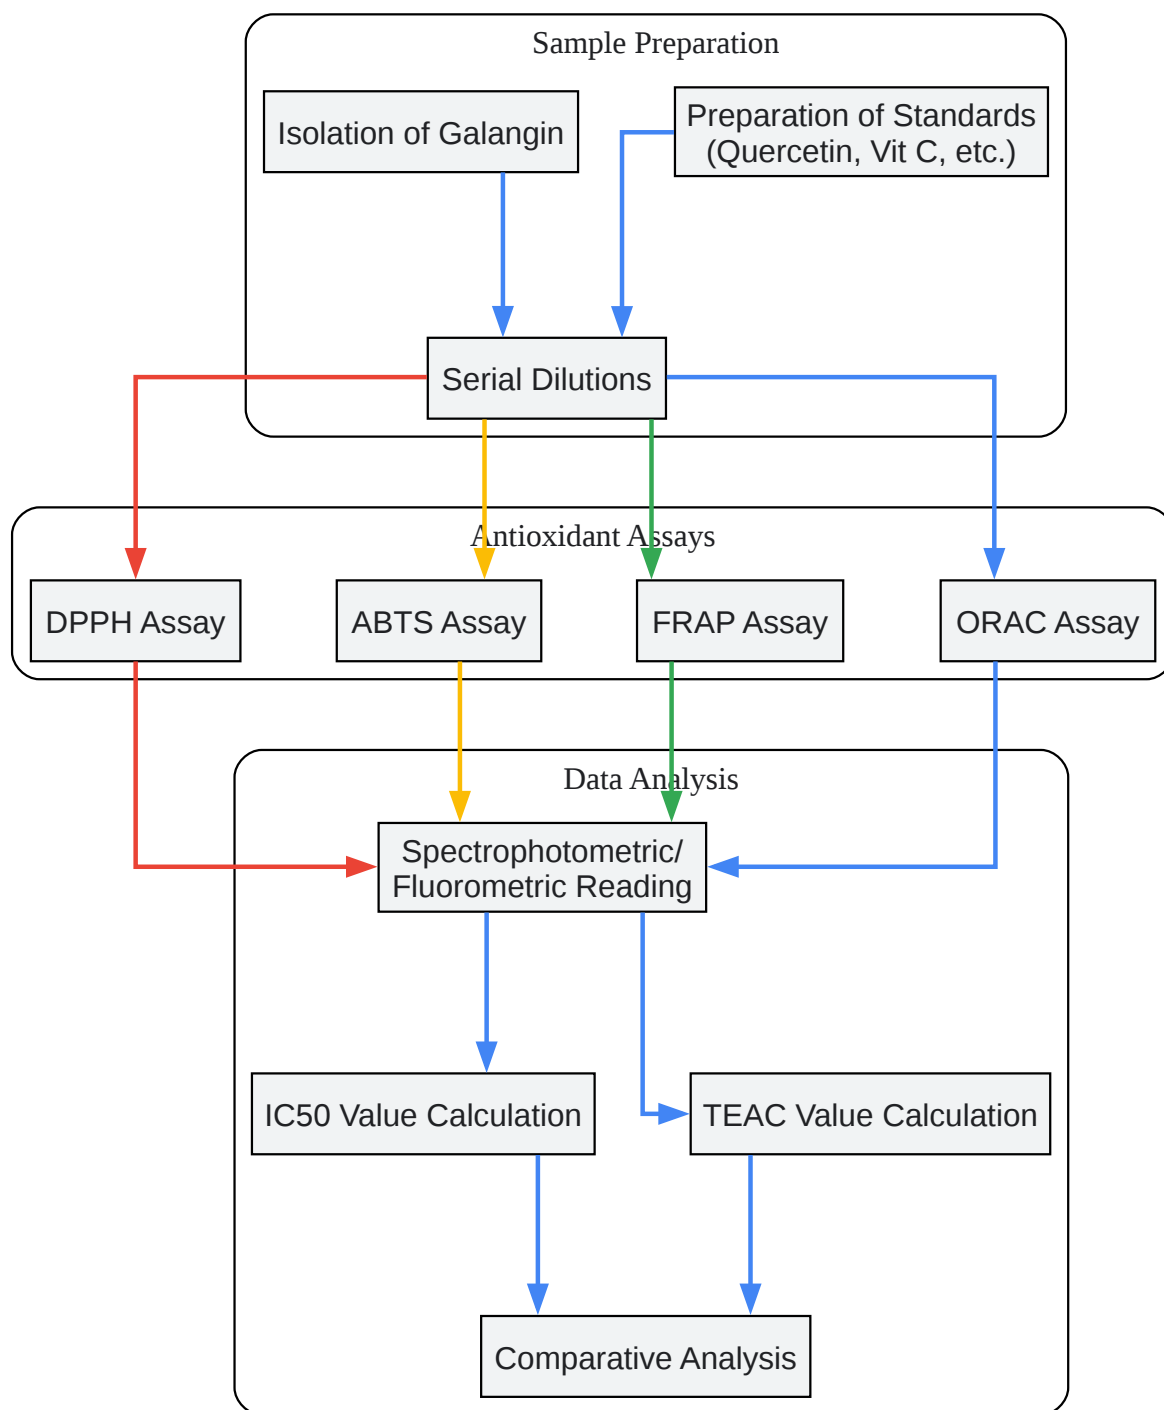 Sample Preparation
Isolation of Galangin
Preparation of Standards
(Quercetin, Vit C, etc.)
Serial Dilutions
Antioxidant Assays
DPPH Assay
ABTS Assay
FRAP Assay
ORAC Assay
Data Analysis
Spectrophotometric/
Fluorometric Reading
IC50 Value Calculation
TEAC Value Calculation
Comparative Analysis